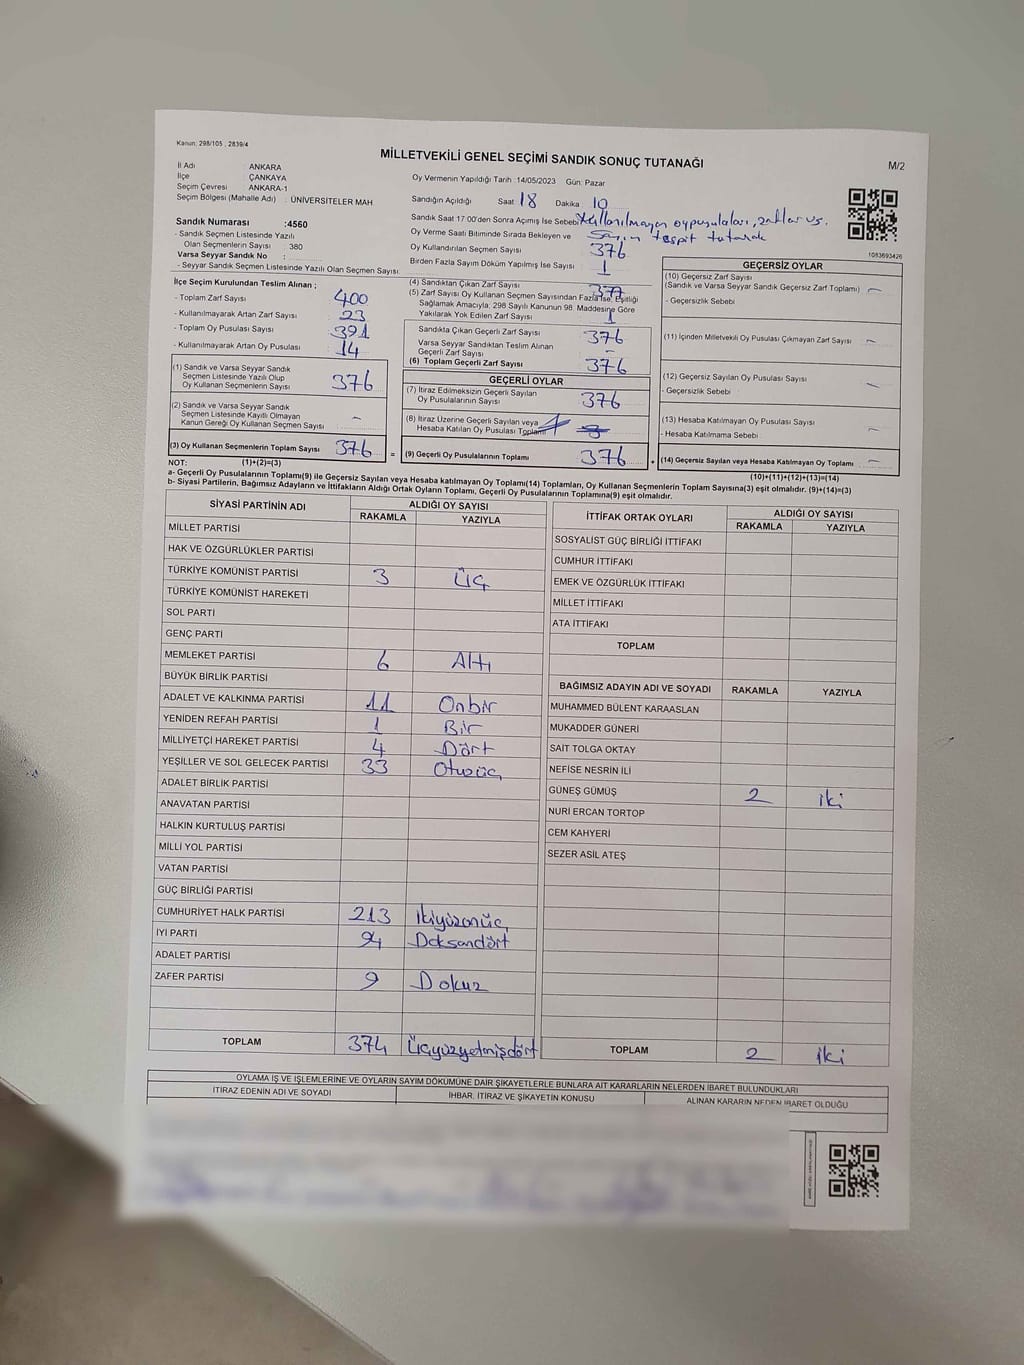 Kanun: 298/105 , 2839/4
MİLLETVEKİLİ GENEL SEÇİMİ SANDIK SONUÇ TUTANAĞI
M/2
İl Adı : ANKARA
İlçe : ÇANKAYA
Seçim Çevresi : ANKARA-1
Seçim Bölgesi (Mahalle Adı) : ÜNİVERSİTELER MAH.
Oy Vermenin Yapıldığı Tarih :14/05/2023 Gün: Pazar
Sandığın Açıldığı Saat 18 Dakika 10
Sandık Saat 17:00'den Sonra Açımış İse Sebebi: Kullanılmayan oypusulaları, zarflar vs.
Sayın tespit tutarak
Sandık Numarası :4560
- Sandık Seçmen Listesinde Yazılı
Olan Seçmenlerin Sayısı : 380
Varsa Seyyar Sandık No :
- Seyyar Sandık Seçmen Listesinde Yazılı Olan Seçmen Sayısı:
Oy Verme Saati Bitiminde Sırada Bekleyen ve
Oy Kullandırılan Seçmen Sayısı 376
Birden Fazla Sayım Döküm Yapılmış İse Sayısı 1
1083693426
İlçe Seçim Kurulundan Teslim Alınan ;
- Toplam Zarf Sayısı 400
- Kullanılmayarak Artan Zarf Sayısı 23
- Toplam Oy Pusulası Sayısı 391
- Kullanılmayarak Artan Oy Pusulası 14
(1) Sandık ve Varsa Seyyar Sandık
Seçmen Listesinde Yazılı Olup
Oy Kullanan Seçmenlerin Sayısı 376
(2) Sandık ve Varsa Seyyar Sandık
Seçmen Listesinde Kayıtlı Olmayan
Kanun Gereği Oy Kullanan Seçmen Sayısı –
(3) Oy Kullanan Seçmenlerin Toplam Sayısı 376
(4) Sandıktan Çıkan Zarf Sayısı 377
(5) Zarf Sayısı Oy Kullanan Seçmen Sayısından Fazla İse, Eşitliği
Sağlamak Amacıyla; 298 Sayılı Kanunun 98. Maddesine Göre
Yakılarak Yok Edilen Zarf Sayısı 1
Sandıkta Çıkan Geçerli Zarf Sayısı 376
Varsa Seyyar Sandıktan Teslim Alınan
Geçerli Zarf Sayısı –
(6) Toplam Geçerli Zarf Sayısı 376
GEÇERLİ OYLAR
(7) İtiraz Edilmeksizin Geçerli Sayılan
Oy Pusulalarının Sayısı 376
(8) İtiraz Üzerine Geçerli Sayılan veya
Hesaba Katılan Oy Pusulası Toplamı
(9) Geçerli Oy Pusulalarının Toplamı 376
GEÇERSİZ OYLAR
(10) Geçersiz Zarf Sayısı
(Sandık ve Varsa Seyyar Sandık Geçersiz Zarf Toplamı) –
- Geçersizlik Sebebi
(11) İçinden Milletvekili Oy Pusulası Çıkmayan Zarf Sayısı –
(12) Geçersiz Sayılan Oy Pusulası Sayısı –
- Geçersizlik Sebebi
(13) Hesaba Katılmayan Oy Pusulası Sayısı –
- Hesaba Katılmama Sebebi
(14) Geçersiz Sayılan veya Hesaba Katılmayan Oy Toplamı –
NOT: (1)+(2)=(3)
(10)+(11)+(12)+(13)=(14)
a- Geçerli Oy Pusulalarının Toplamı(9) ile Geçersiz Sayılan veya Hesaba katılmayan Oy Toplamı(14) Toplamları, Oy Kullanan Seçmenlerin Toplam Sayısına(3) eşit olmalıdır. (9)+(14)=(3)
b- Siyasi Partilerin, Bağımsız Adayların ve İttifakların Aldığı Ortak Oyların Toplamı, Geçerli Oy Pusulalarının Toplamına(9) eşit olmalıdır.
SİYASİ PARTİNİN ADI ALDIĞI OY SAYISI
RAKAMLA YAZIYLA
MİLLET PARTİSİ
HAK VE ÖZGÜRLÜKLER PARTİSİ
TÜRKİYE KOMÜNİST PARTİSİ 3 Üç
TÜRKİYE KOMÜNİST HAREKETİ
SOL PARTİ
GENÇ PARTİ
MEMLEKET PARTİSİ 6 Altı
BÜYÜK BİRLİK PARTİSİ
ADALET VE KALKINMA PARTİSİ 11 Onbir
YENİDEN REFAH PARTİSİ 1 Bir
MİLLİYETÇİ HAREKET PARTİSİ 4 Dört
YEŞİLLER VE SOL GELECEK PARTİSİ 33 Otuzüç
ADALET BİRLİK PARTİSİ
ANAVATAN PARTİSİ
HALKIN KURTULUŞ PARTİSİ
MİLLİ YOL PARTİSİ
VATAN PARTİSİ
GÜÇ BİRLİĞİ PARTİSİ
CUMHURİYET HALK PARTİSİ 213 İkiyüzonüç
İYİ PARTİ 94 Doksandört
ADALET PARTİSİ
ZAFER PARTİSİ 9 Dokuz
TOPLAM 374 Üçyüzyetmişdört
İTTİFAK ORTAK OYLARI ALDIĞI OY SAYISI
RAKAMLA YAZIYLA
SOSYALİST GÜÇ BİRLİĞİ İTTİFAKI
CUMHUR İTTİFAKI
EMEK VE ÖZGÜRLÜK İTTİFAKI
MİLLET İTTİFAKI
ATA İTTİFAKI
TOPLAM
BAĞIMSIZ ADAYIN ADI VE SOYADI RAKAMLA YAZIYLA
MUHAMMED BÜLENT KARAASLAN
MUKADDER GÜNERİ
SAİT TOLGA OKTAY
NEFİSE NESRİN İLİ
GÜNEŞ GÜMÜŞ 2 iki
NURİ ERCAN TORTOP
CEM KAHYERİ
SEZER ASİL ATEŞ
TOPLAM 2 iki
OYLAMA İŞ VE İŞLEMLERİNE VE OYLARIN SAYIM DÖKÜMÜNE DAİR ŞİKAYETLERLE BUNLARA AİT KARARLARIN NELERDEN İBARET BULUNDUKLARI
İTİRAZ EDENİN ADI VE SOYADI İHBAR, İTİRAZ VE ŞİKAYETİN KONUSU ALINAN KARARIN NEDEN İBARET OLDUĞU